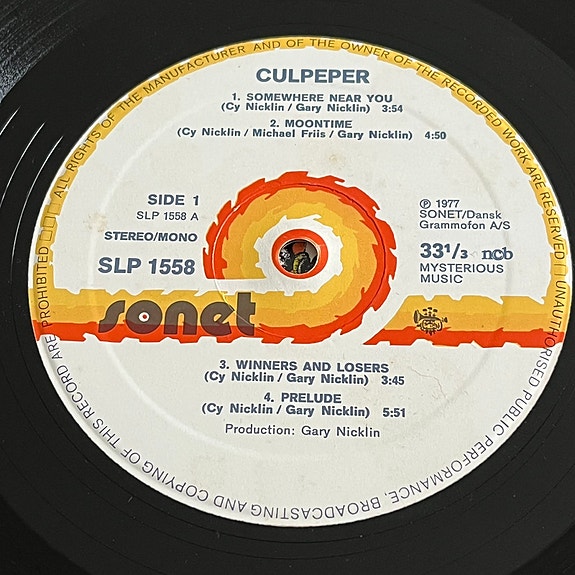 CULPEPER
1. SOMEWHERE NEAR YOU
(Cy Nicklin / Gary Nicklin) 3:54
2. MOONTIME
(Cy Nicklin / Michael Friis / Gary Nicklin) 4:50
SIDE 1
SLP 1558 A
STEREO/MONO
SLP 1558
℗ 1977
SONET/Dansk
Grammofon A/S
33 1/3 ncb
MYSTERIOUS
MUSIC
sonet
3. WINNERS AND LOSERS
(Cy Nicklin / Gary Nicklin) 3:45
4. PRELUDE
(Cy Nicklin / Gary Nicklin) 5:51
Production: Gary Nicklin
ALL RIGHTS OF THE MANUFACTURER AND OF THE OWNER OF THE RECORDED WORK ARE RESERVED □ UNAUTHORISED PUBLIC PERFORMANCE, BROADCASTING AND COPYING OF THIS RECORD ARE PROHIBITED □